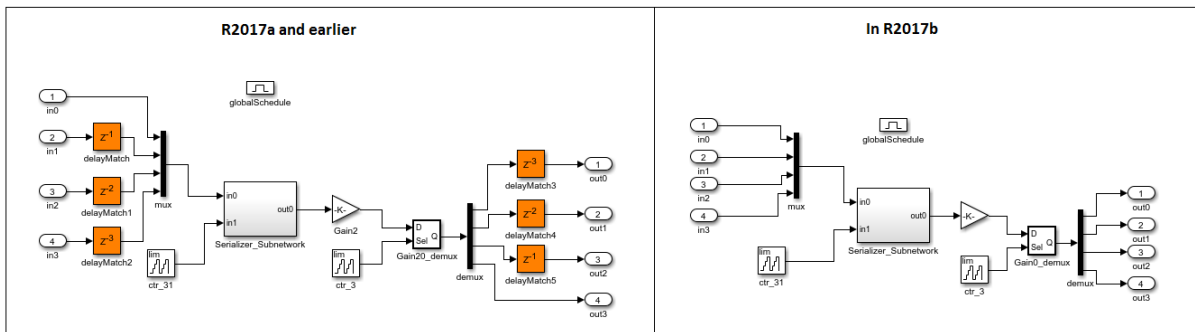 R2017a and earlier
1
in0
globalSchedule
2
in1
Z-1
delayMatch
3
in2
Z-2
delayMatch1
4
in3
Z-3
delayMatch2
mux
in0
in1
out0
Serializer_Subnetwork
lim
ctr_31
-K-
Gain2
lim
ctr_3
D
Sel
Q
Gain20_demux
demux
Z-3
delayMatch3
1
out0
Z-2
delayMatch4
2
out1
Z-1
delayMatch5
3
out2
4
out3
In R2017b
1
in0
2
in1
3
in2
4
in3
mux
globalSchedule
in0
in1
out0
Serializer_Subnetwork
lim
ctr_31
-K-
lim
ctr_3
D
Sel
Q
Gain0_demux
demux
1
out0
2
out1
3
out2
4
out3